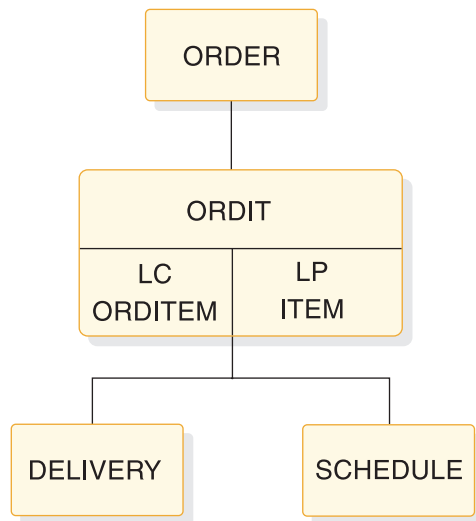 ORDER
ORDIT
LC
ORDITEM
LP
ITEM
DELIVERY
SCHEDULE